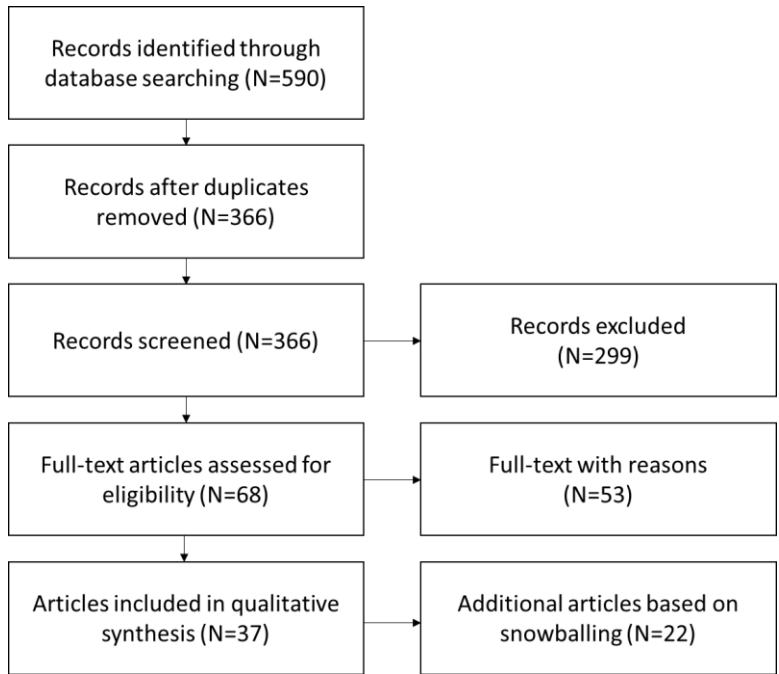 Records identified through
database searching (N=590)
Records after duplicates
removed (N=366)
Records screened (N=366)
Records excluded
(N=299)
Full-text articles assessed for
eligibility (N=68)
Full-text with reasons
(N=53)
Articles included in qualitative
synthesis (N=37)
Additional articles based on
snowballing (N=22)